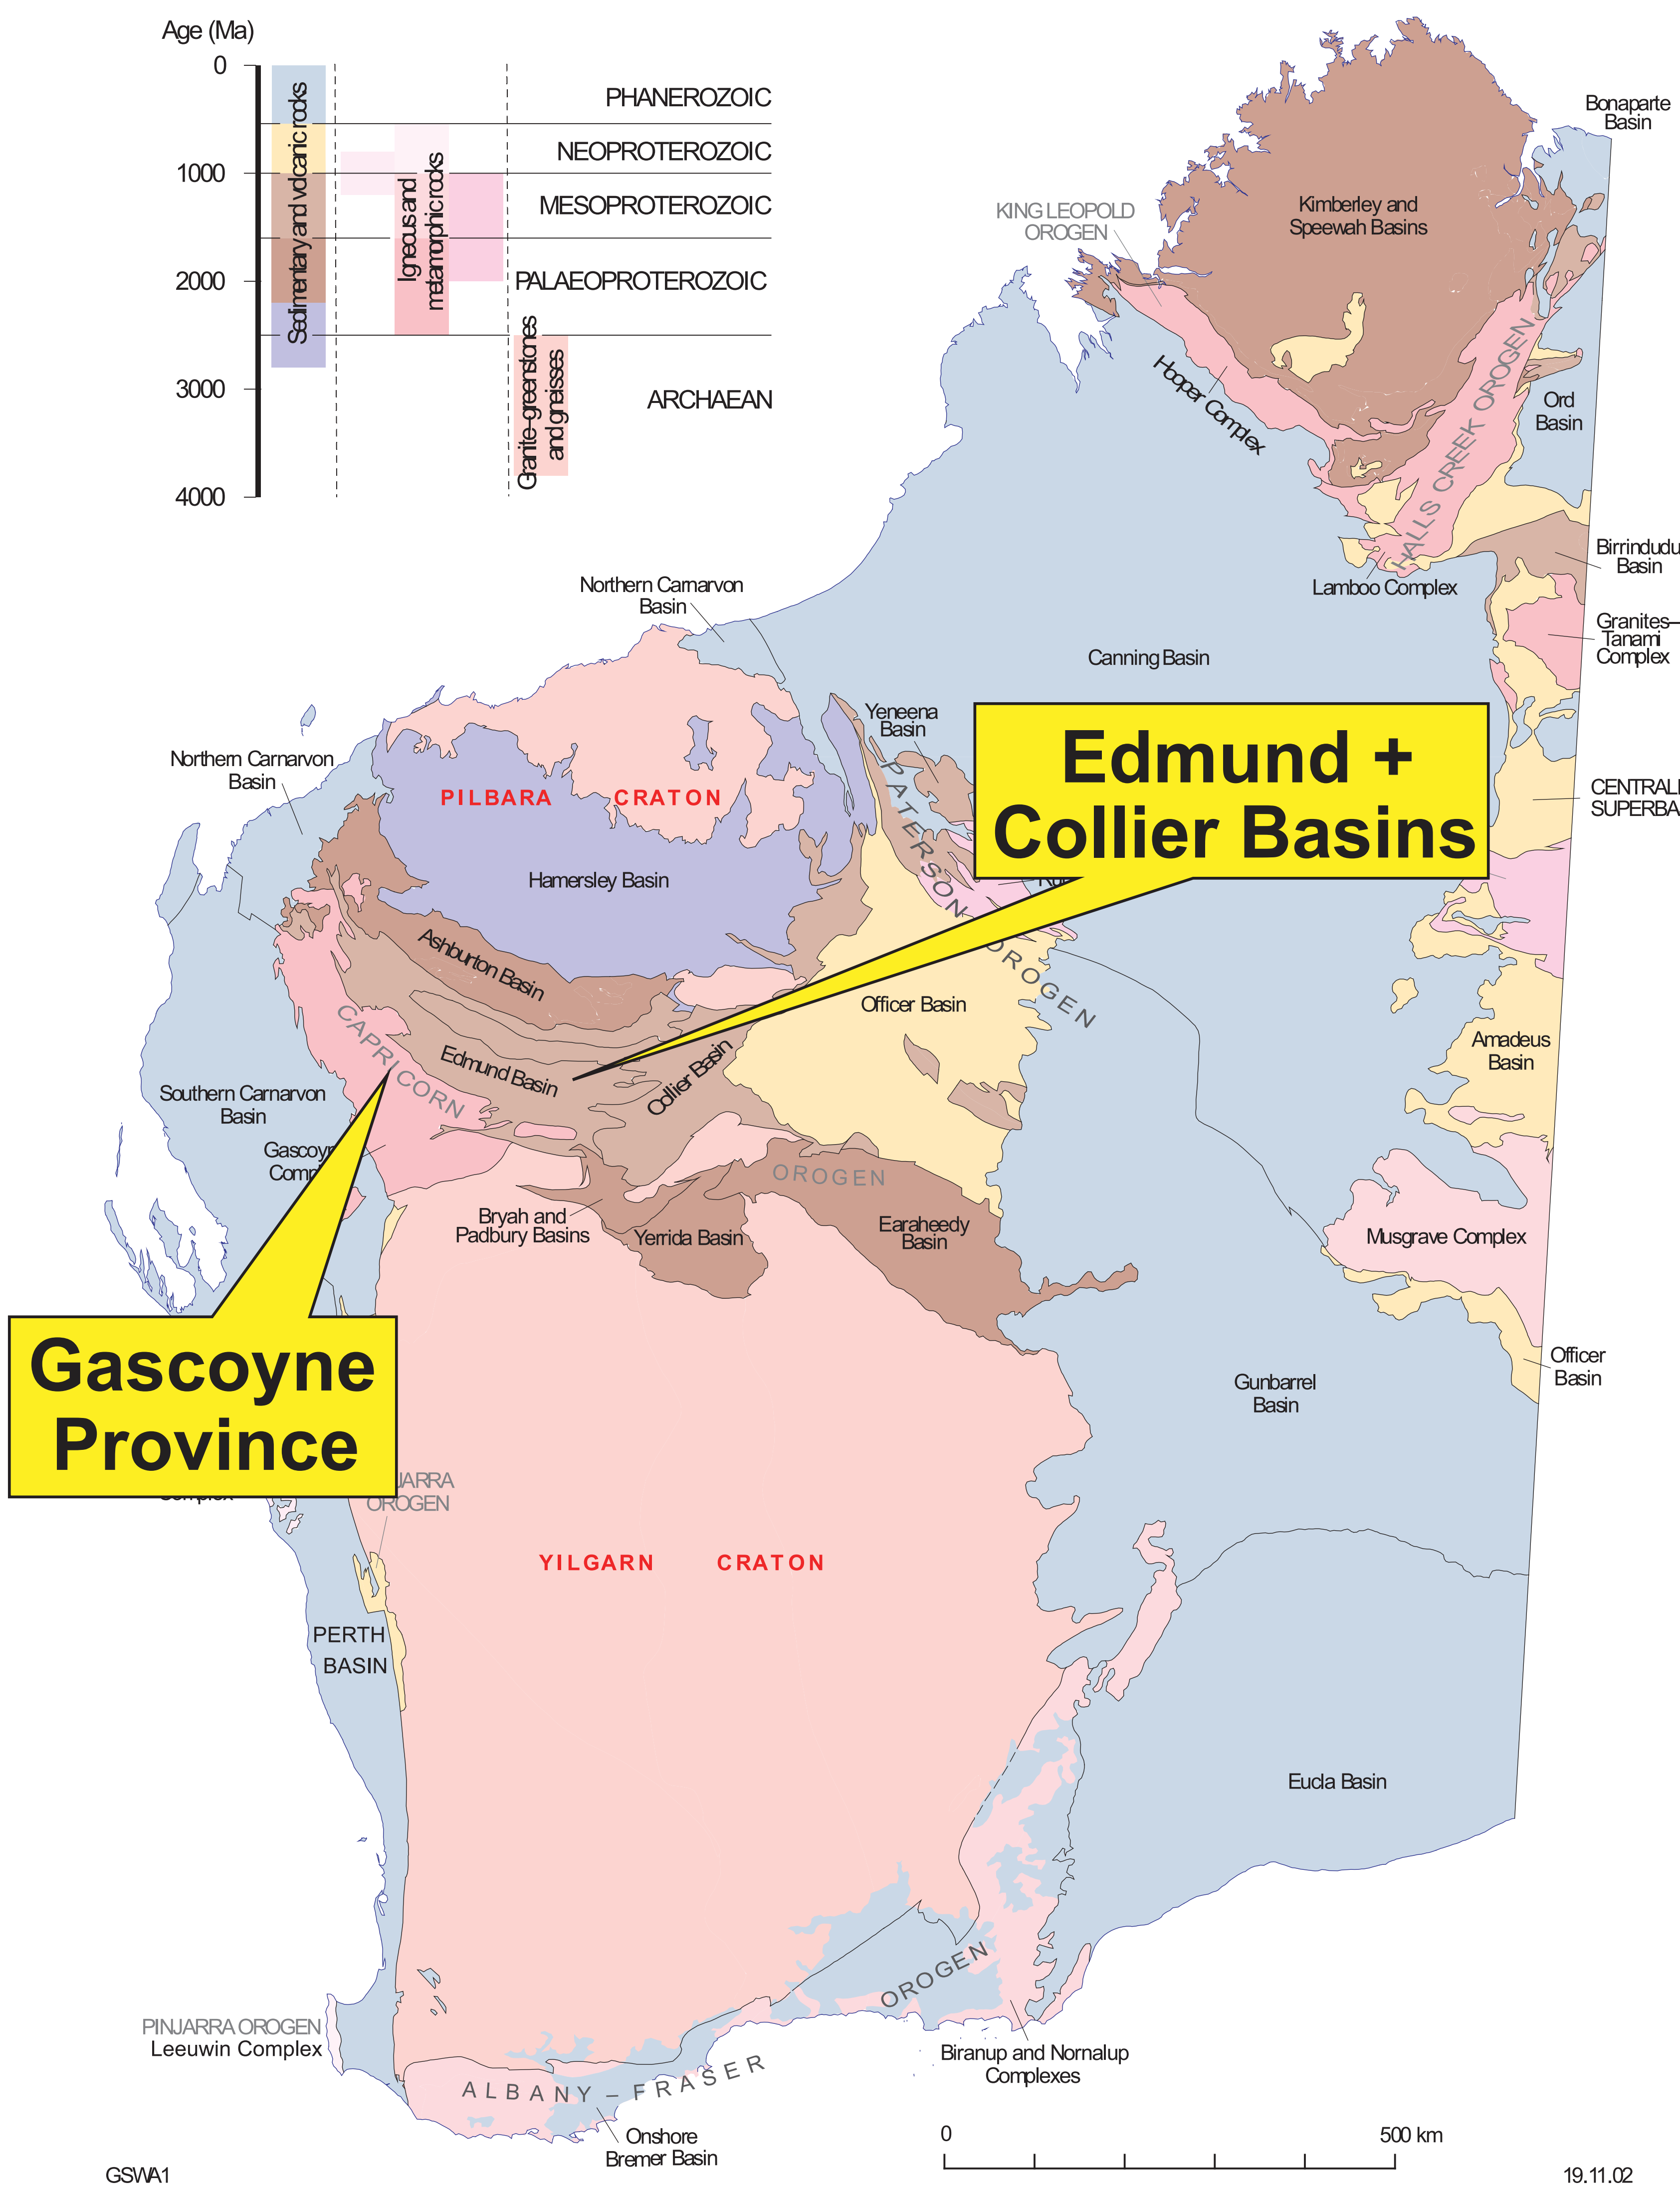 Age (Ma)
0
1000
2000
3000
4000
Sedimentary and volcanic rocks
Igneous and
metamorphic rocks
Granite–greenstones
and gneisses
PHANEROZOIC
NEOPROTEROZOIC
MESOPROTEROZOIC
PALAEOPROTEROZOIC
ARCHAEAN
Bonaparte
Basin
Kimberley and
Speewah Basins
KING LEOPOLD
OROGEN
Hooper Complex
HALLS CREEK OROGEN
Ord
Basin
Birrindudu
Basin
Lamboo Complex
Granites–
Tanami
Complex
Northern Carnarvon
Basin
Canning Basin
Yeneena
Basin
Northern Carnarvon
Basin
PILBARA CRATON
Edmund +
Collier Basins
CENTRAL
SUPERBA
PATERSON OROGEN
Hamersley Basin
Ashburton Basin
Officer Basin
CAPRICORN
Edmund Basin
Collier Basin
Amadeus
Basin
Southern Carnarvon
Basin
Gascoyn
Compl
OROGEN
Bryah and
Padbury Basins
Yerrida Basin
Earaheedy
Basin
Musgrave Complex
Gascoyne
Province
Officer
Basin
Gunbarrel
Basin
Complex
JARRA
OROGEN
YILGARN CRATON
PERTH
BASIN
Eucla Basin
OROGEN
PINJARRA OROGEN
Leeuwin Complex
Biranup and Nornalup
Complexes
ALBANY–FRASER
Onshore
Bremer Basin
0
500 km
GSWA1
19.11.02